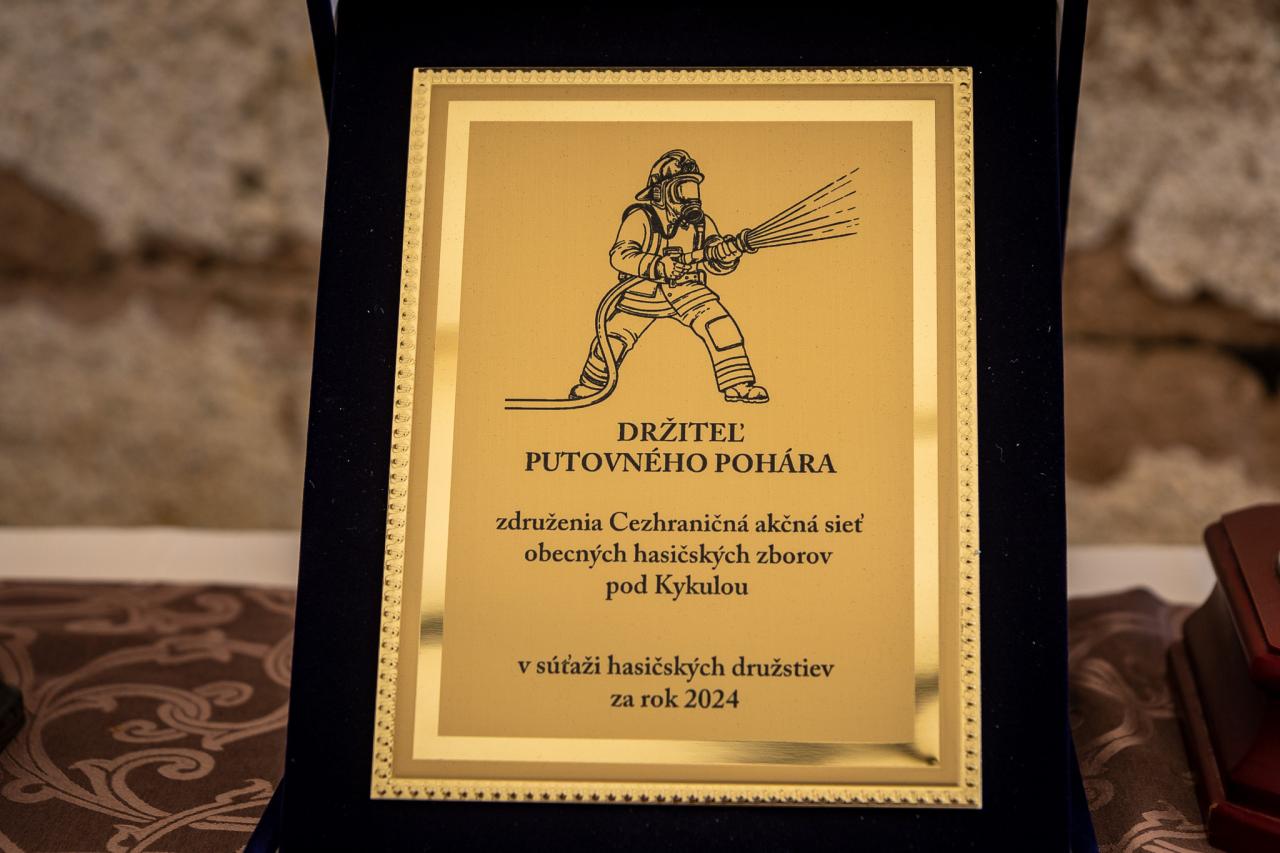 DRŽITEĽ
PUTOVNÉHO POHÁRA
združenia Cezhraničná akčná sieť
obecných hasičských zborov
pod Kykulou
v súťaži hasičských družstiev
za rok 2024